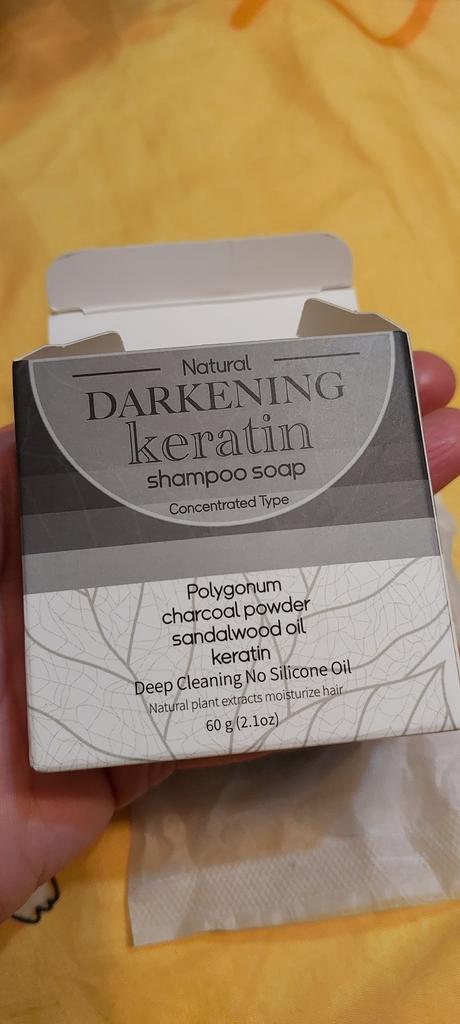 Natural
DARKENING
keratin
shampoo soap
Concentrated Type
Polygonum
charcoal powder
sandalwood oil
keratin
Deep Cleaning No Silicone Oil
Natural plant extracts moisturize hair
60 g (2.1oz)